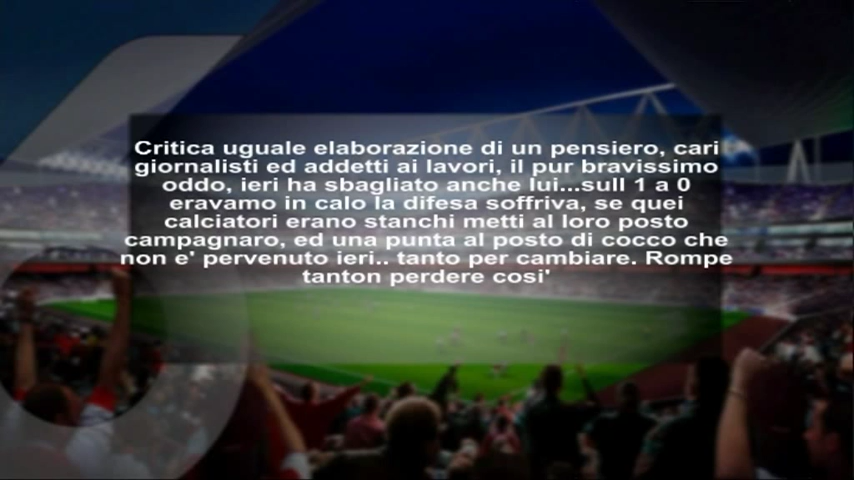 Critica uguale elaborazione di un pensiero, cari
giornalisti ed addetti ai lavori, il pur bravissimo
oddo, ieri ha sbagliato anche lui...sull 1 a 0
eravamo in calo la difesa soffriva, se quei
calciatori erano stanchi metti al loro posto
campagnaro, ed una punta al posto di cocco che
non e' pervenuto ieri.. tanto per cambiare. Rompe
tanton perdere cosi'